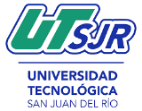 UTSJR
UNIVERSIDAD
TECNOLÓGICA
SAN JUAN DEL RÍO